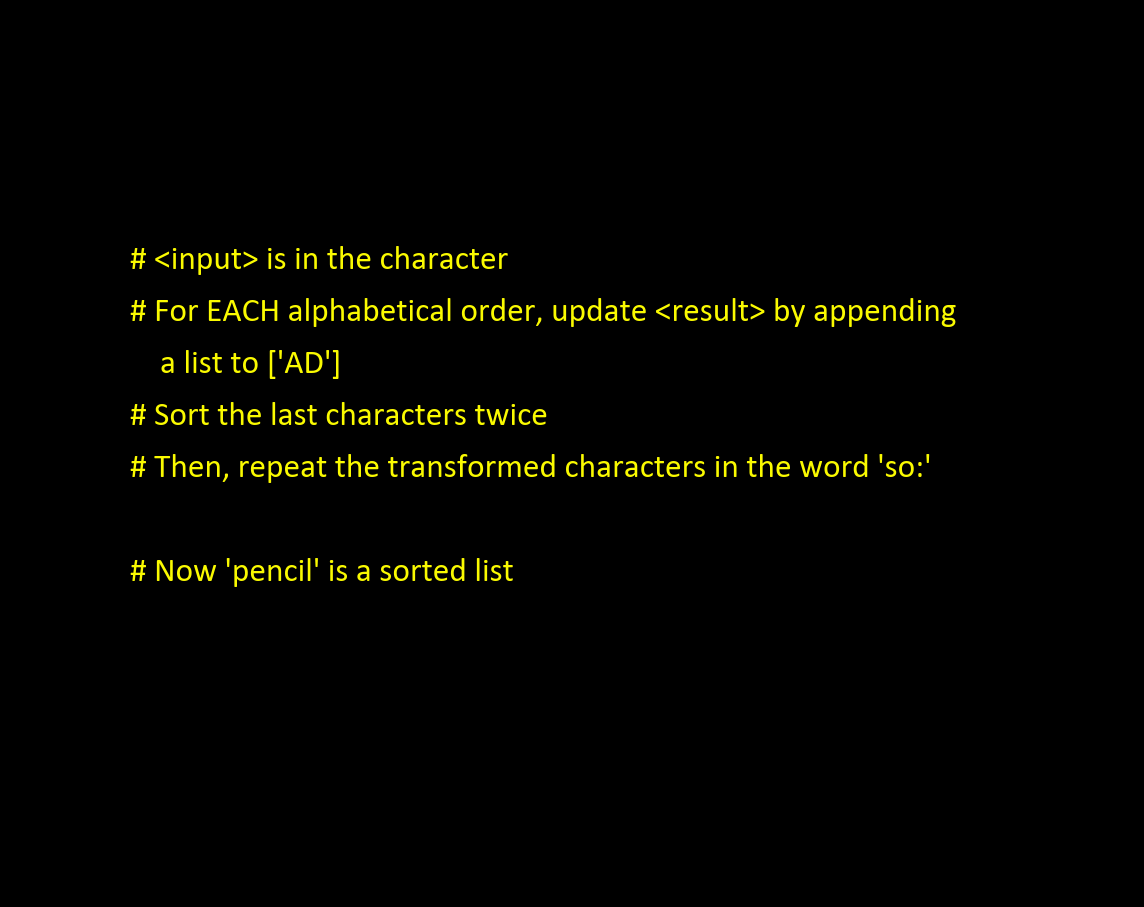 # <input> is in the character
# For EACH alphabetical order, update <result> by appending
a list to ['AD']
# Sort the last characters twice
# Then, repeat the transformed characters in the word 'so:'
# Now 'pencil' is a sorted list